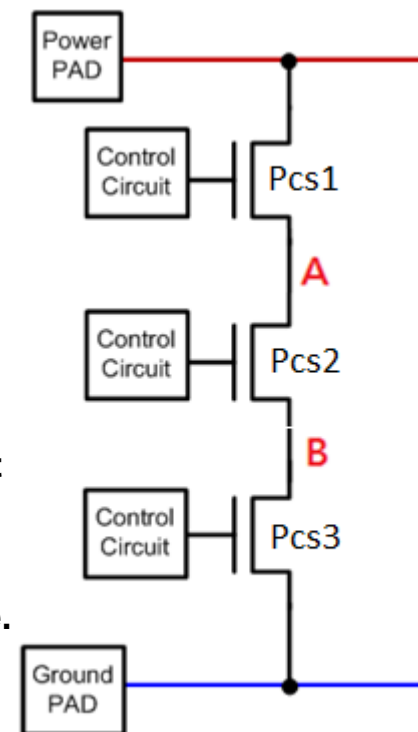 Power
PAD
Control
Circuit
Pcs1
A
Control
Circuit
Pcs2
B
Control
Circuit
Pcs3
Ground
PAD